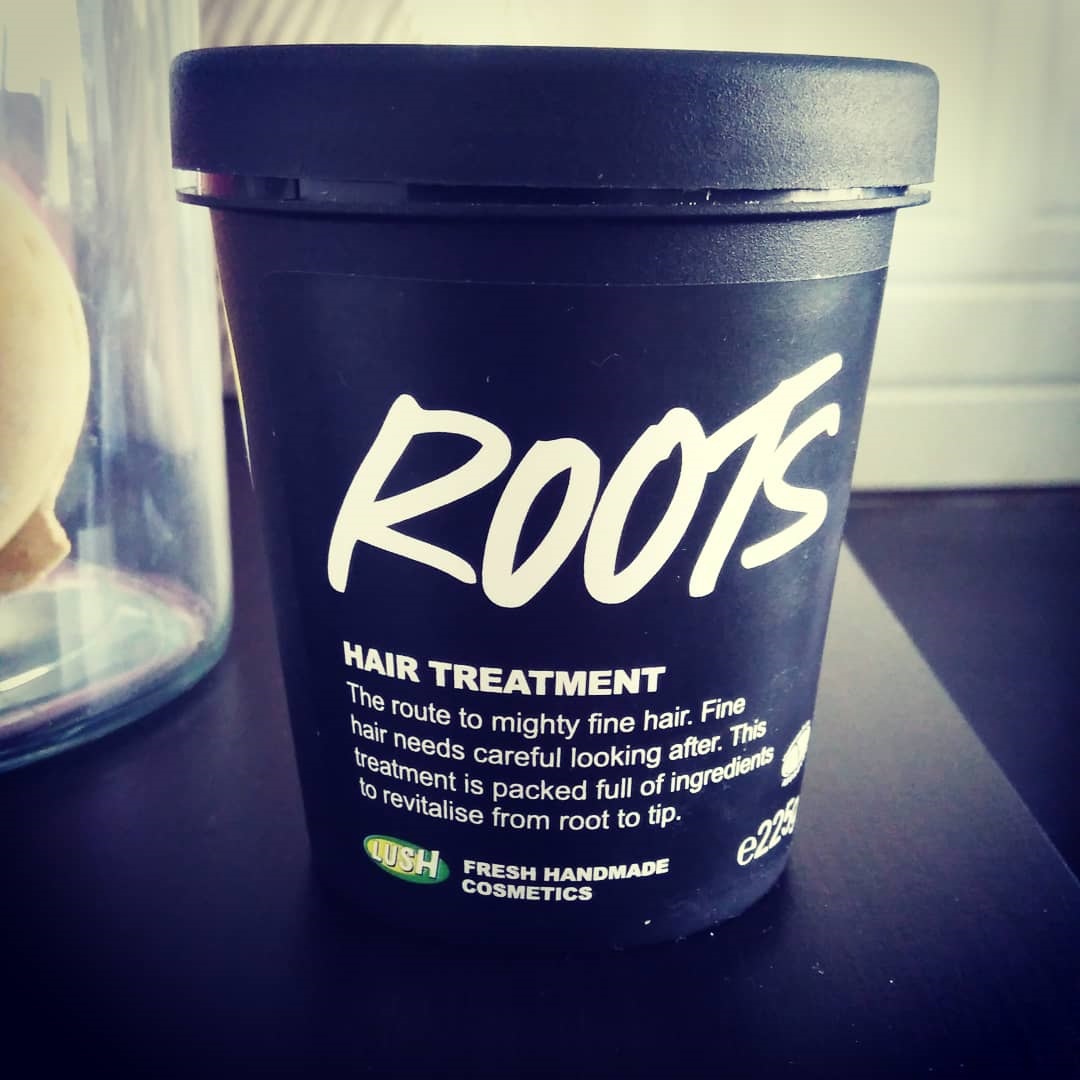 ROOTS
HAIR TREATMENT
The route to mighty fine hair. Fine
hair needs careful looking after. This
treatment is packed full of ingredients
to revitalise from root to tip.
e225g
LUSH
FRESH HANDMADE
COSMETICS